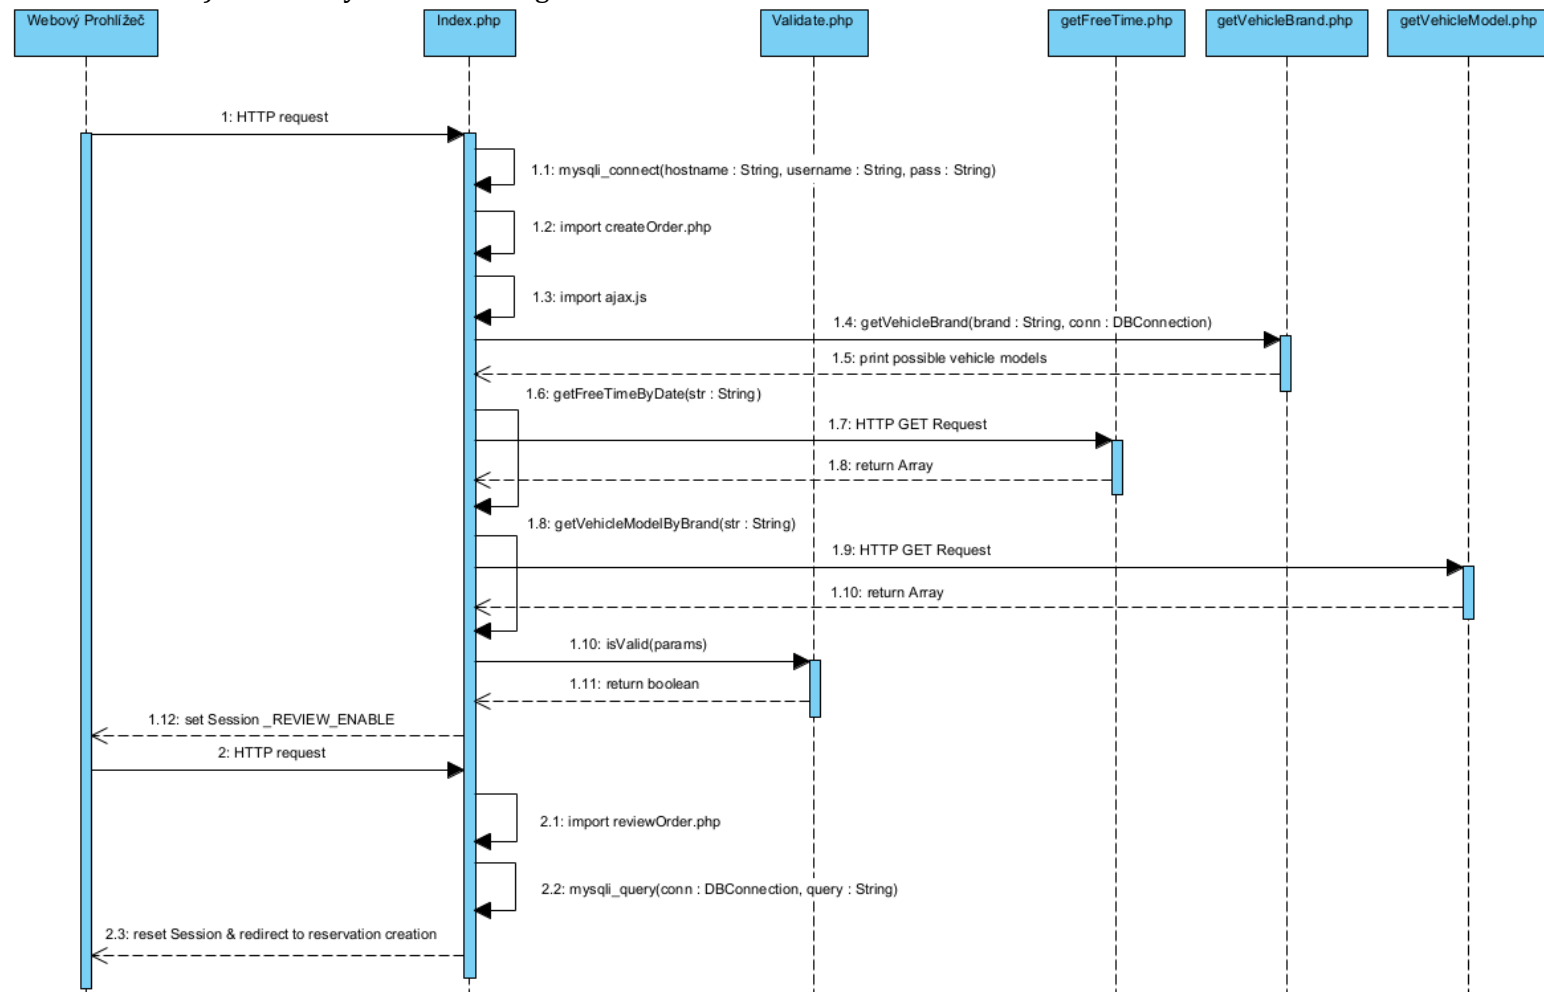 Webový Prohlížeč
Index.php
Validate.php
getFreeTime.php
getVehicleBrand.php
getVehicleModel.php
1: HTTP request
1.1: mysqli_connect(hostname : String, username : String, pass : String)
1.2: import createOrder.php
1.3: import ajax.js
1.4: getVehicleBrand(brand : String, conn : DBConnection)
1.5: print possible vehicle models
1.6: getFreeTimeByDate(str : String)
1.7: HTTP GET Request
1.8: return Array
1.8: getVehicleModelByBrand(str : String)
1.9: HTTP GET Request
1.10: return Array
1.10: isValid(params)
1.11: return boolean
1.12: set Session _REVIEW_ENABLE
2: HTTP request
2.1: import reviewOrder.php
2.2: mysqli_query(conn : DBConnection, query : String)
2.3: reset Session & redirect to reservation creation